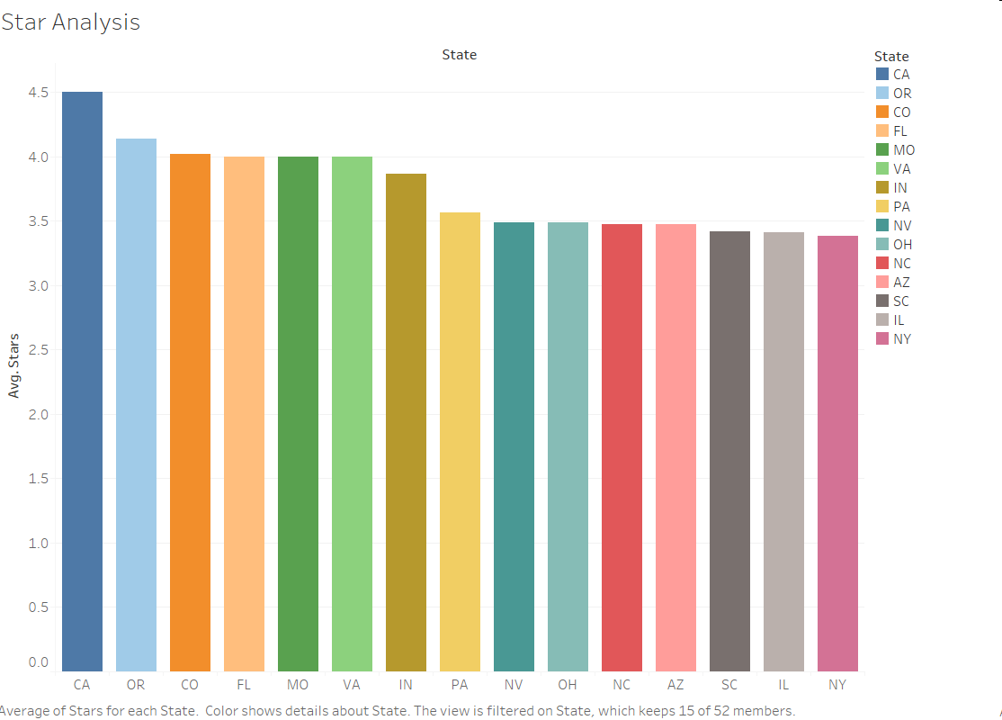 Star Analysis
State
Avg. Stars
4.5
4.0
3.5
3.0
2.5
2.0
1.5
1.0
0.5
0.0
CA OR CO FL MO VA IN PA NV OH NC AZ SC IL NY
State
CA
OR
CO
FL
MO
VA
IN
PA
NV
OH
NC
AZ
SC
IL
NY
Average of Stars for each State. Color shows details about State. The view is filtered on State, which keeps 15 of 52 members.